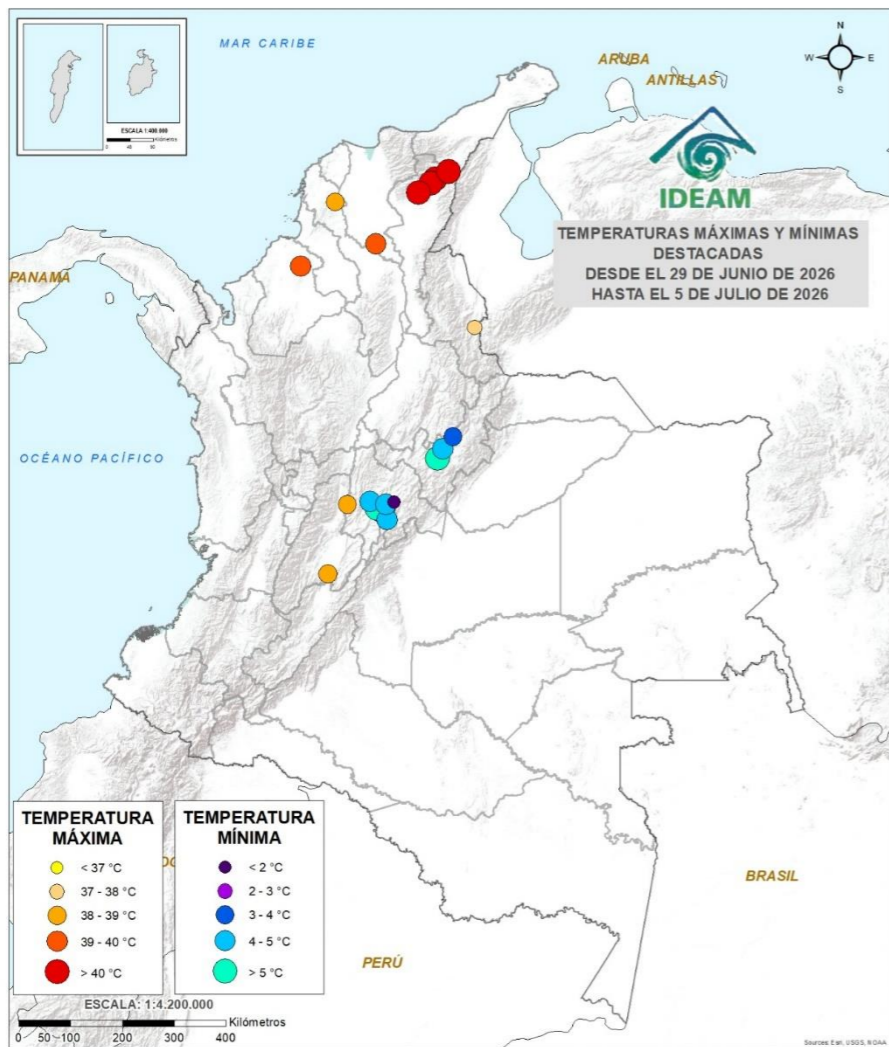 MAR CARIBE
ARUBA
ANTILLAS
N
W
E
S
ESCALA 1:400.000
Kilómetros
IDEAM
TEMPERATURAS MÁXIMAS Y MÍNIMAS
DESTACADAS
DESDE EL 29 DE JUNIO DE 2026
HASTA EL 5 DE JULIO DE 2026
PANAMA
OCÉANO PACÍFICO
BRASIL
PERÚ
TEMPERATURA
MÁXIMA
< 37 °C
37 - 38 °C
38 - 39 °C
39 - 40 °C
> 40 °C
TEMPERATURA
MÍNIMA
< 2 °C
2 - 3 °C
3 - 4 °C
4 - 5 °C
> 5 °C
ESCALA: 1:4.200.000
Kilómetros
0 50 100 200 300 400
Sources: Esri, USGS, NOAA